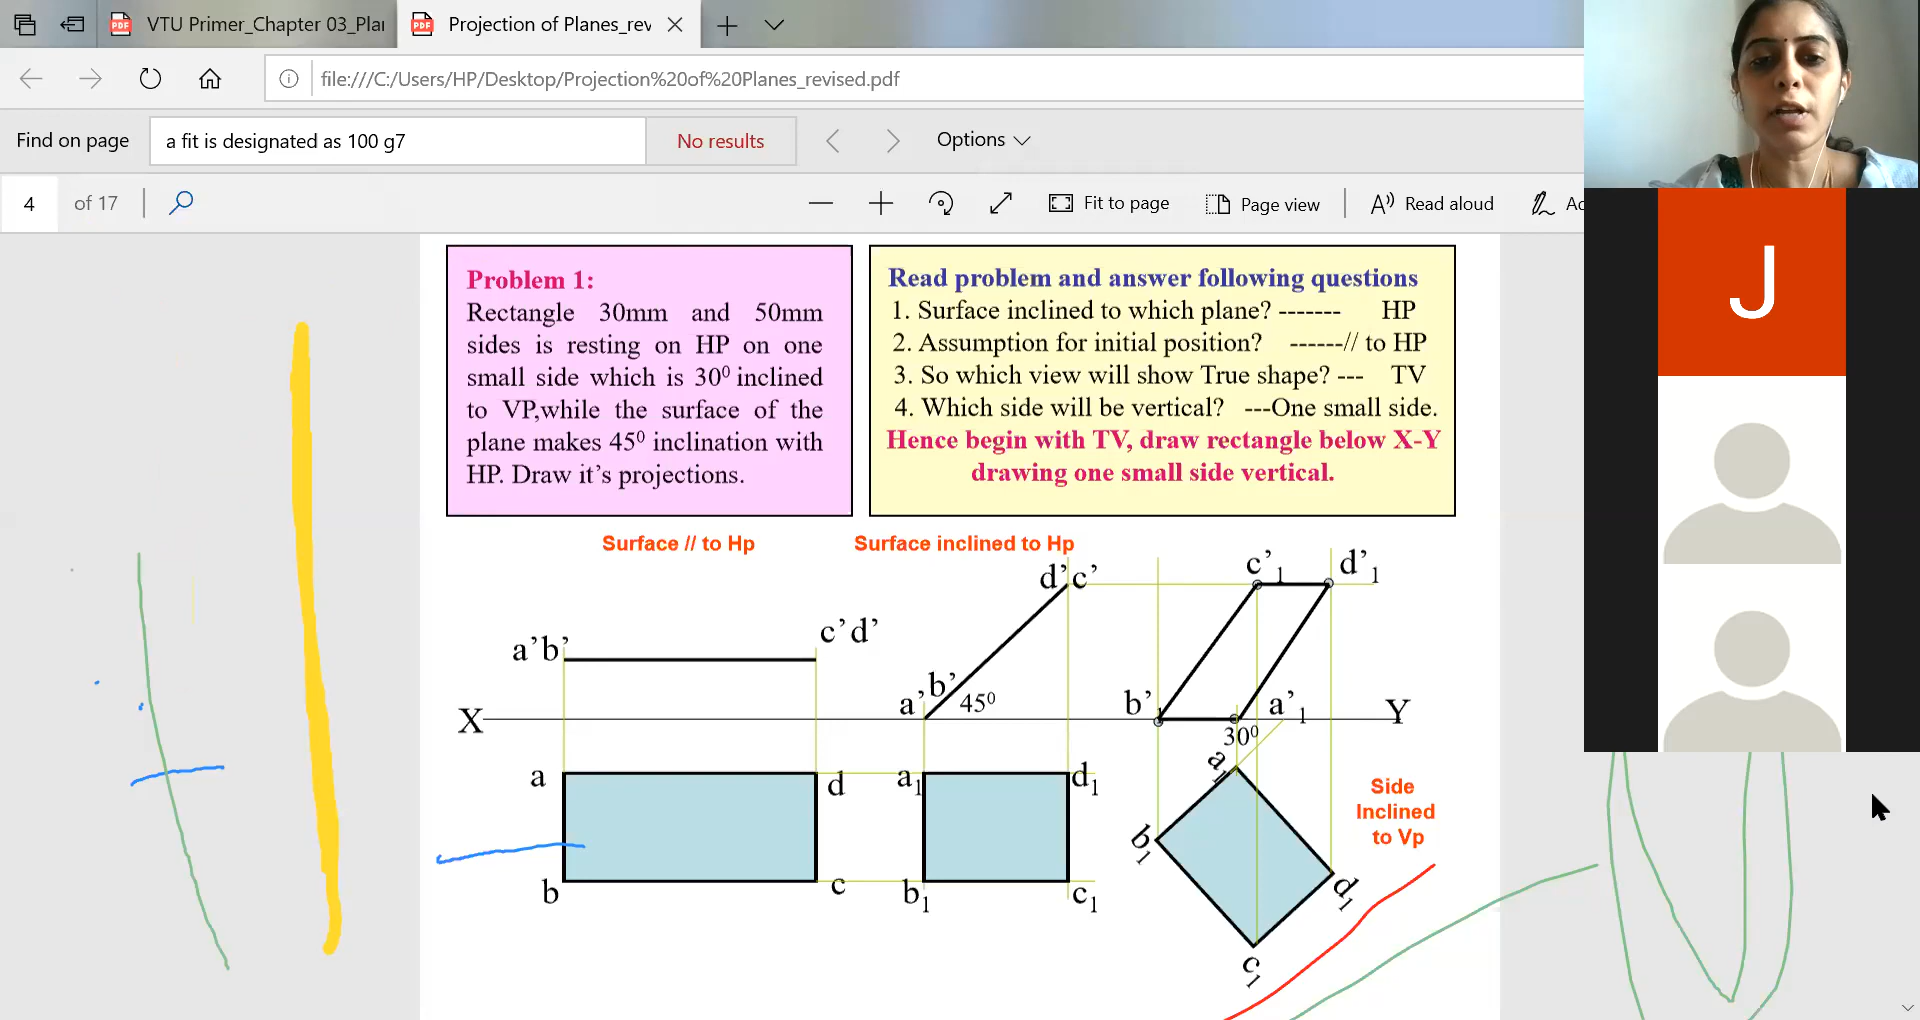 VTU Primer_Chapter 03_Plar
Projection of Planes_rev
file:///C:/Users/HP/Desktop/Projection%20of%20Planes_revised.pdf
Find on page
a fit is designated as 100 g7
No results
Options
4 of 17
Fit to page
Page view
Read aloud
Ad
Problem 1:
Rectangle 30mm and 50mm
sides is resting on HP on one
small side which is 30⁰ inclined
to VP,while the surface of the
plane makes 45⁰ inclination with
HP. Draw it’s projections.
Read problem and answer following questions
1. Surface inclined to which plane? ------- HP
2. Assumption for initial position? ------// to HP
3. So which view will show True shape? --- TV
4. Which side will be vertical? ---One small side.
Hence begin with TV, draw rectangle below X-Y
drawing one small side vertical.
J
Surface // to Hp
Surface inclined to Hp
d’c’
c’1
d’1
a’b’
c’d’
a’b’
45⁰
b’1
a’1
X
Y
30⁰
a
d
a1
d1
a1
b
c
b1
c1
b1
d1
c1
Side
Inclined
to Vp